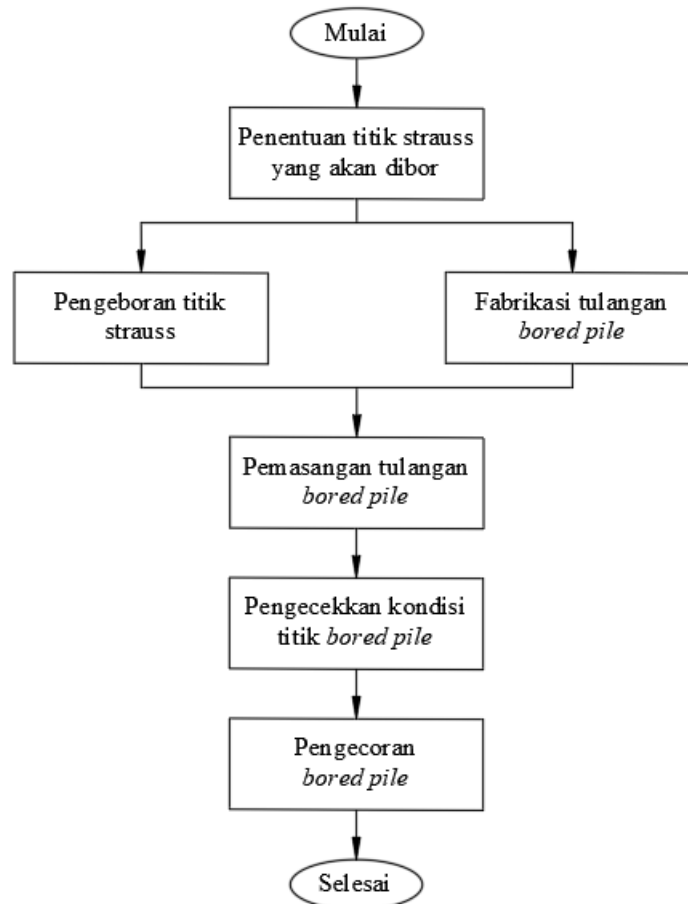 Mulai
Penentuan titik strauss
yang akan dibor
Pengeboran titik
strauss
Fabrikasi tulangan
bored pile
Pemasangan tulangan
bored pile
Pengecekkan kondisi
titik bored pile
Pengecoran
bored pile
Selesai